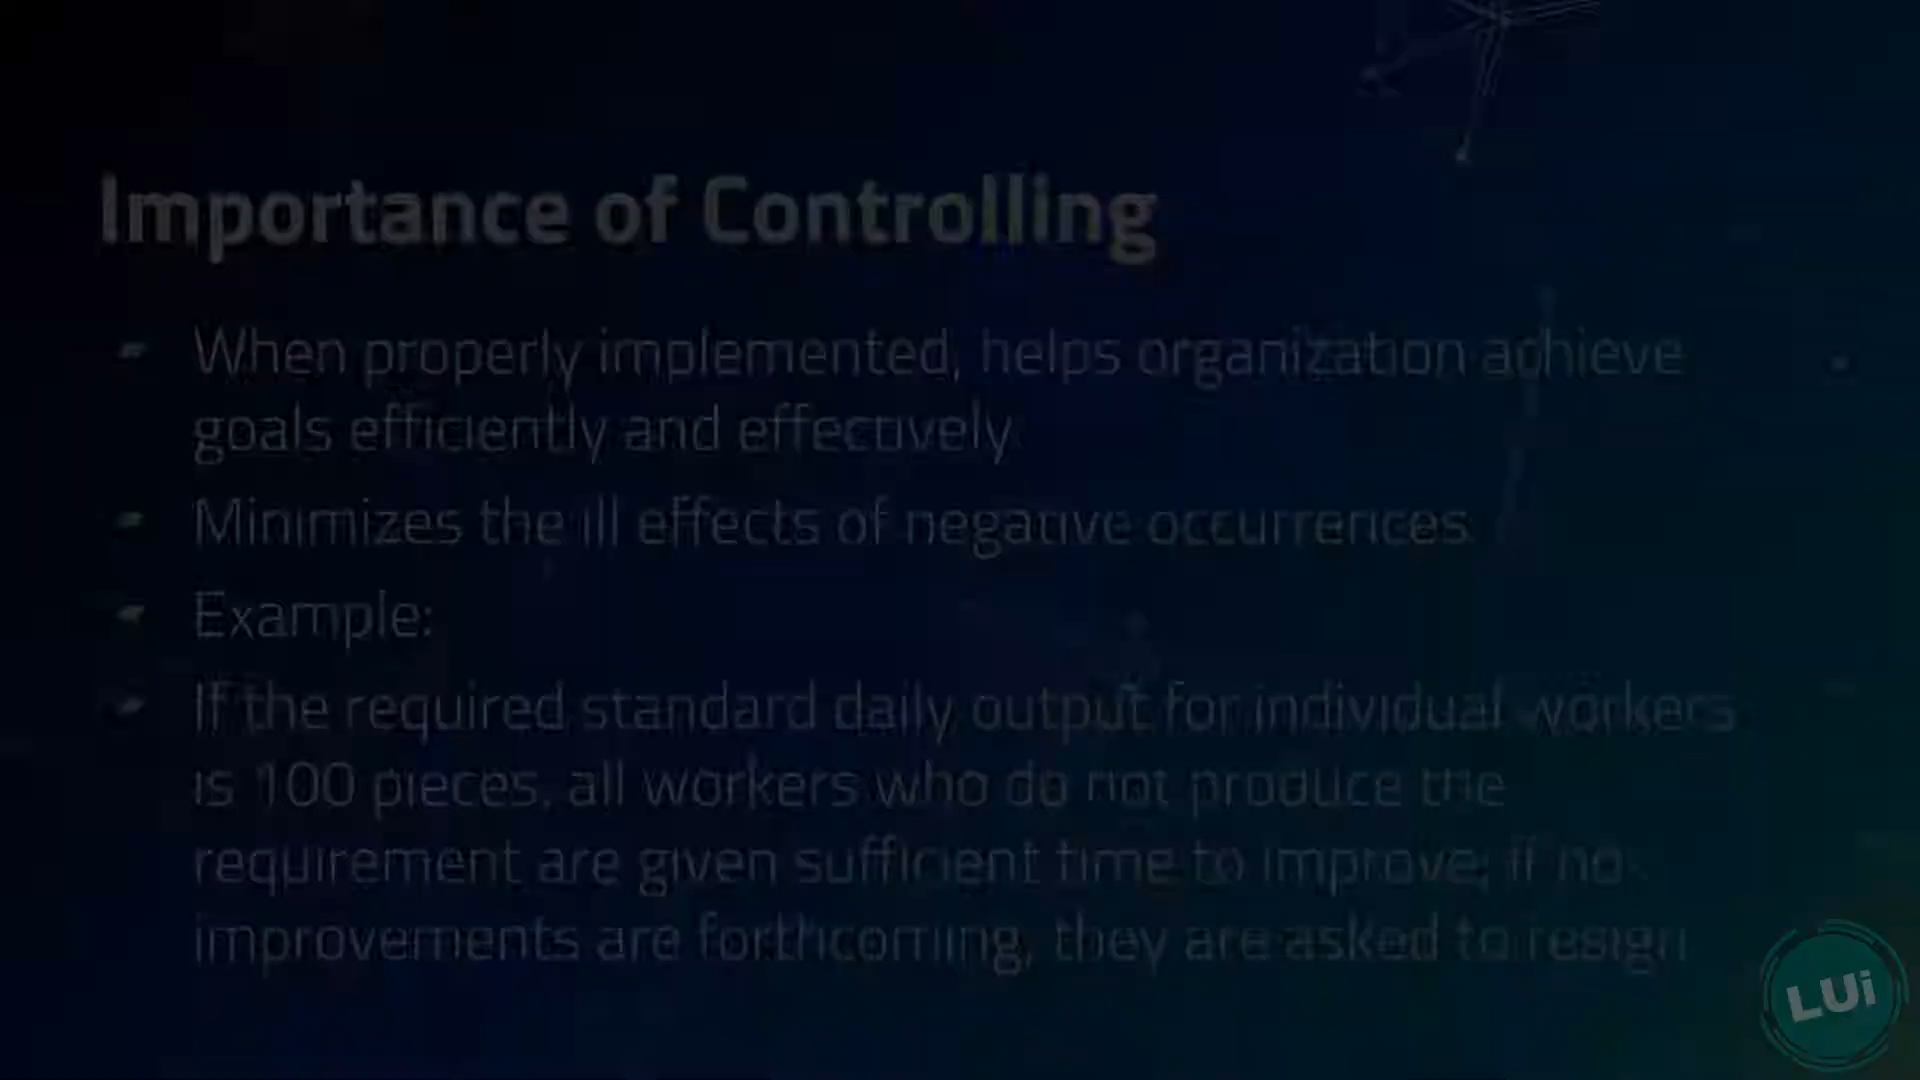 Importance of Controlling
When properly implemented, helps organization achieve
goals efficiently and effectively
Minimizes the ill effects of negative occurrences
Example:
If the required standard daily output for individual workers
is 100 pieces, all workers who do not produce the
requirement are given sufficient time to improve; if no
improvements are forthcoming, they are asked to resign
LUi